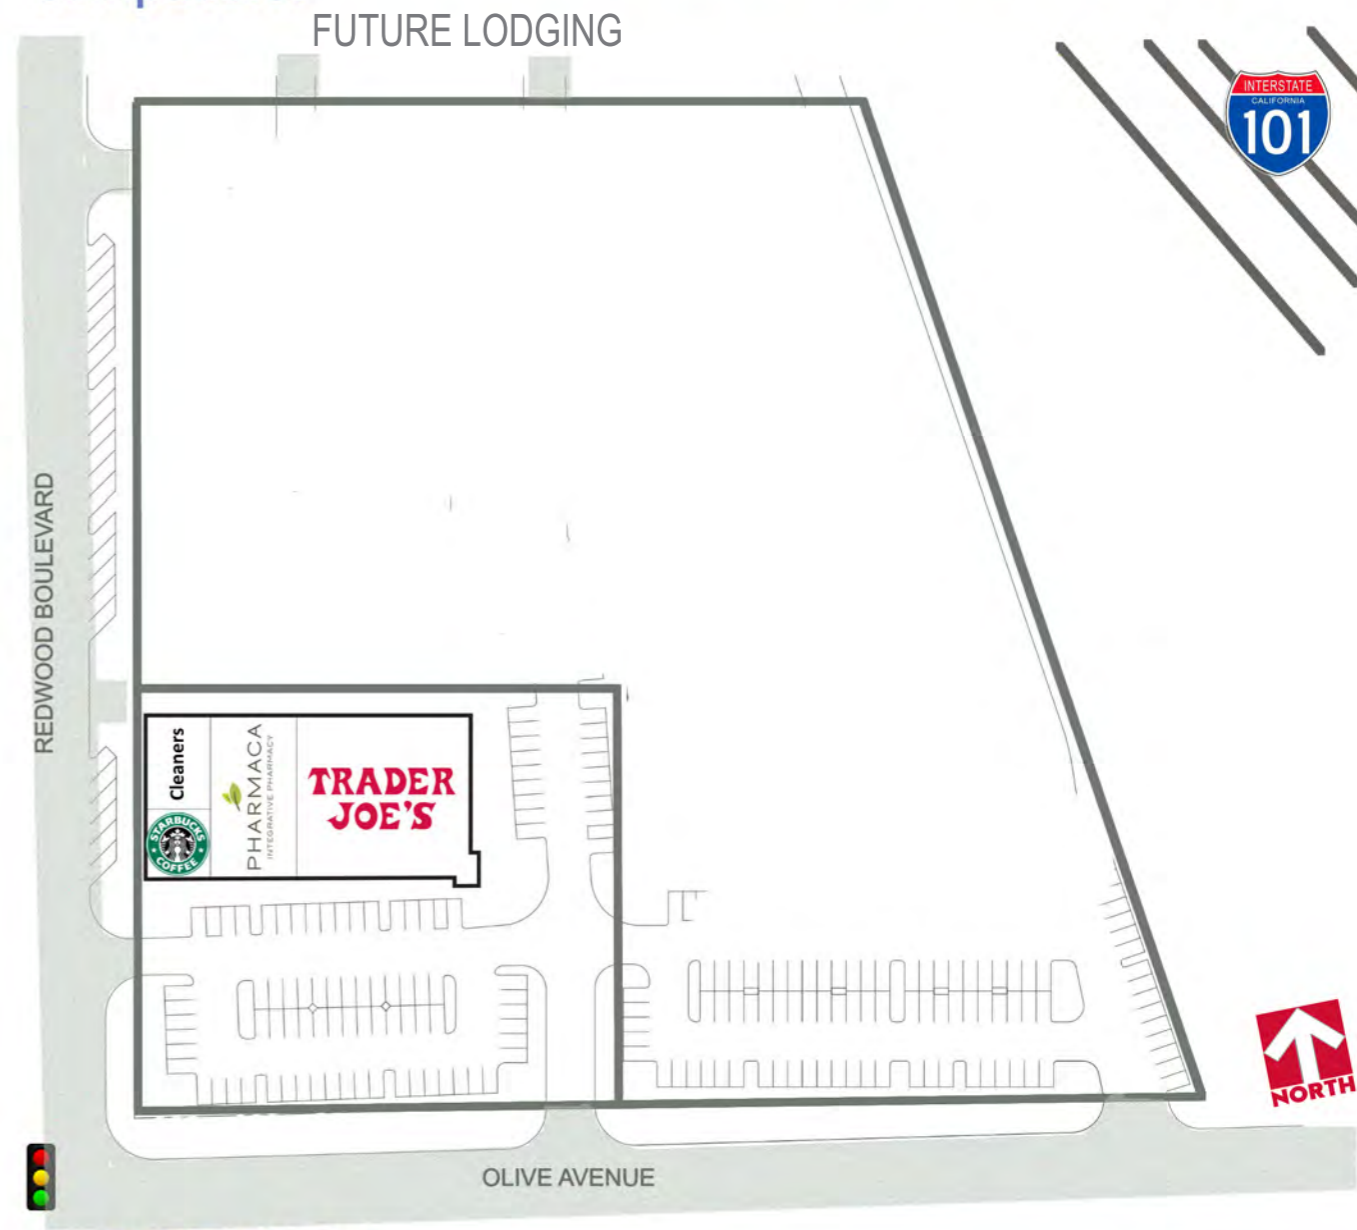 FUTURE LODGING
INTERSTATE
CALIFORNIA
101
REDWOOD BOULEVARD
Cleaners
STARBUCKS
COFFEE
PHARMACA
INTEGRATIVE PHARMACY
TRADER
JOE'S
NORTH
OLIVE AVENUE